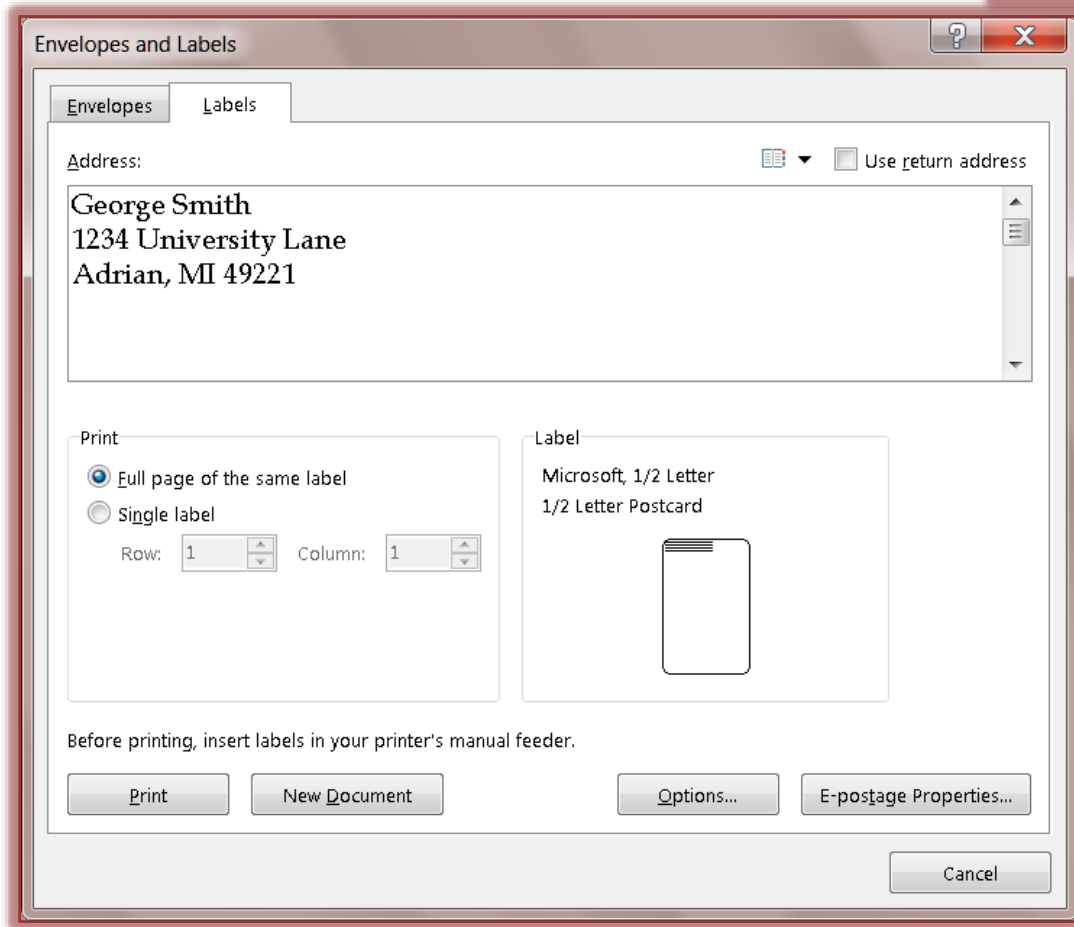 Envelopes and Labels
Envelopes
Labels
Address:
Use return address
George Smith
1234 University Lane
Adrian, MI 49221
Print
Full page of the same label
Single label
Row: 1 Column: 1
Label
Microsoft, 1/2 Letter
1/2 Letter Postcard
Before printing, insert labels in your printer's manual feeder.
Print
New Document
Options...
E-postage Properties...
Cancel